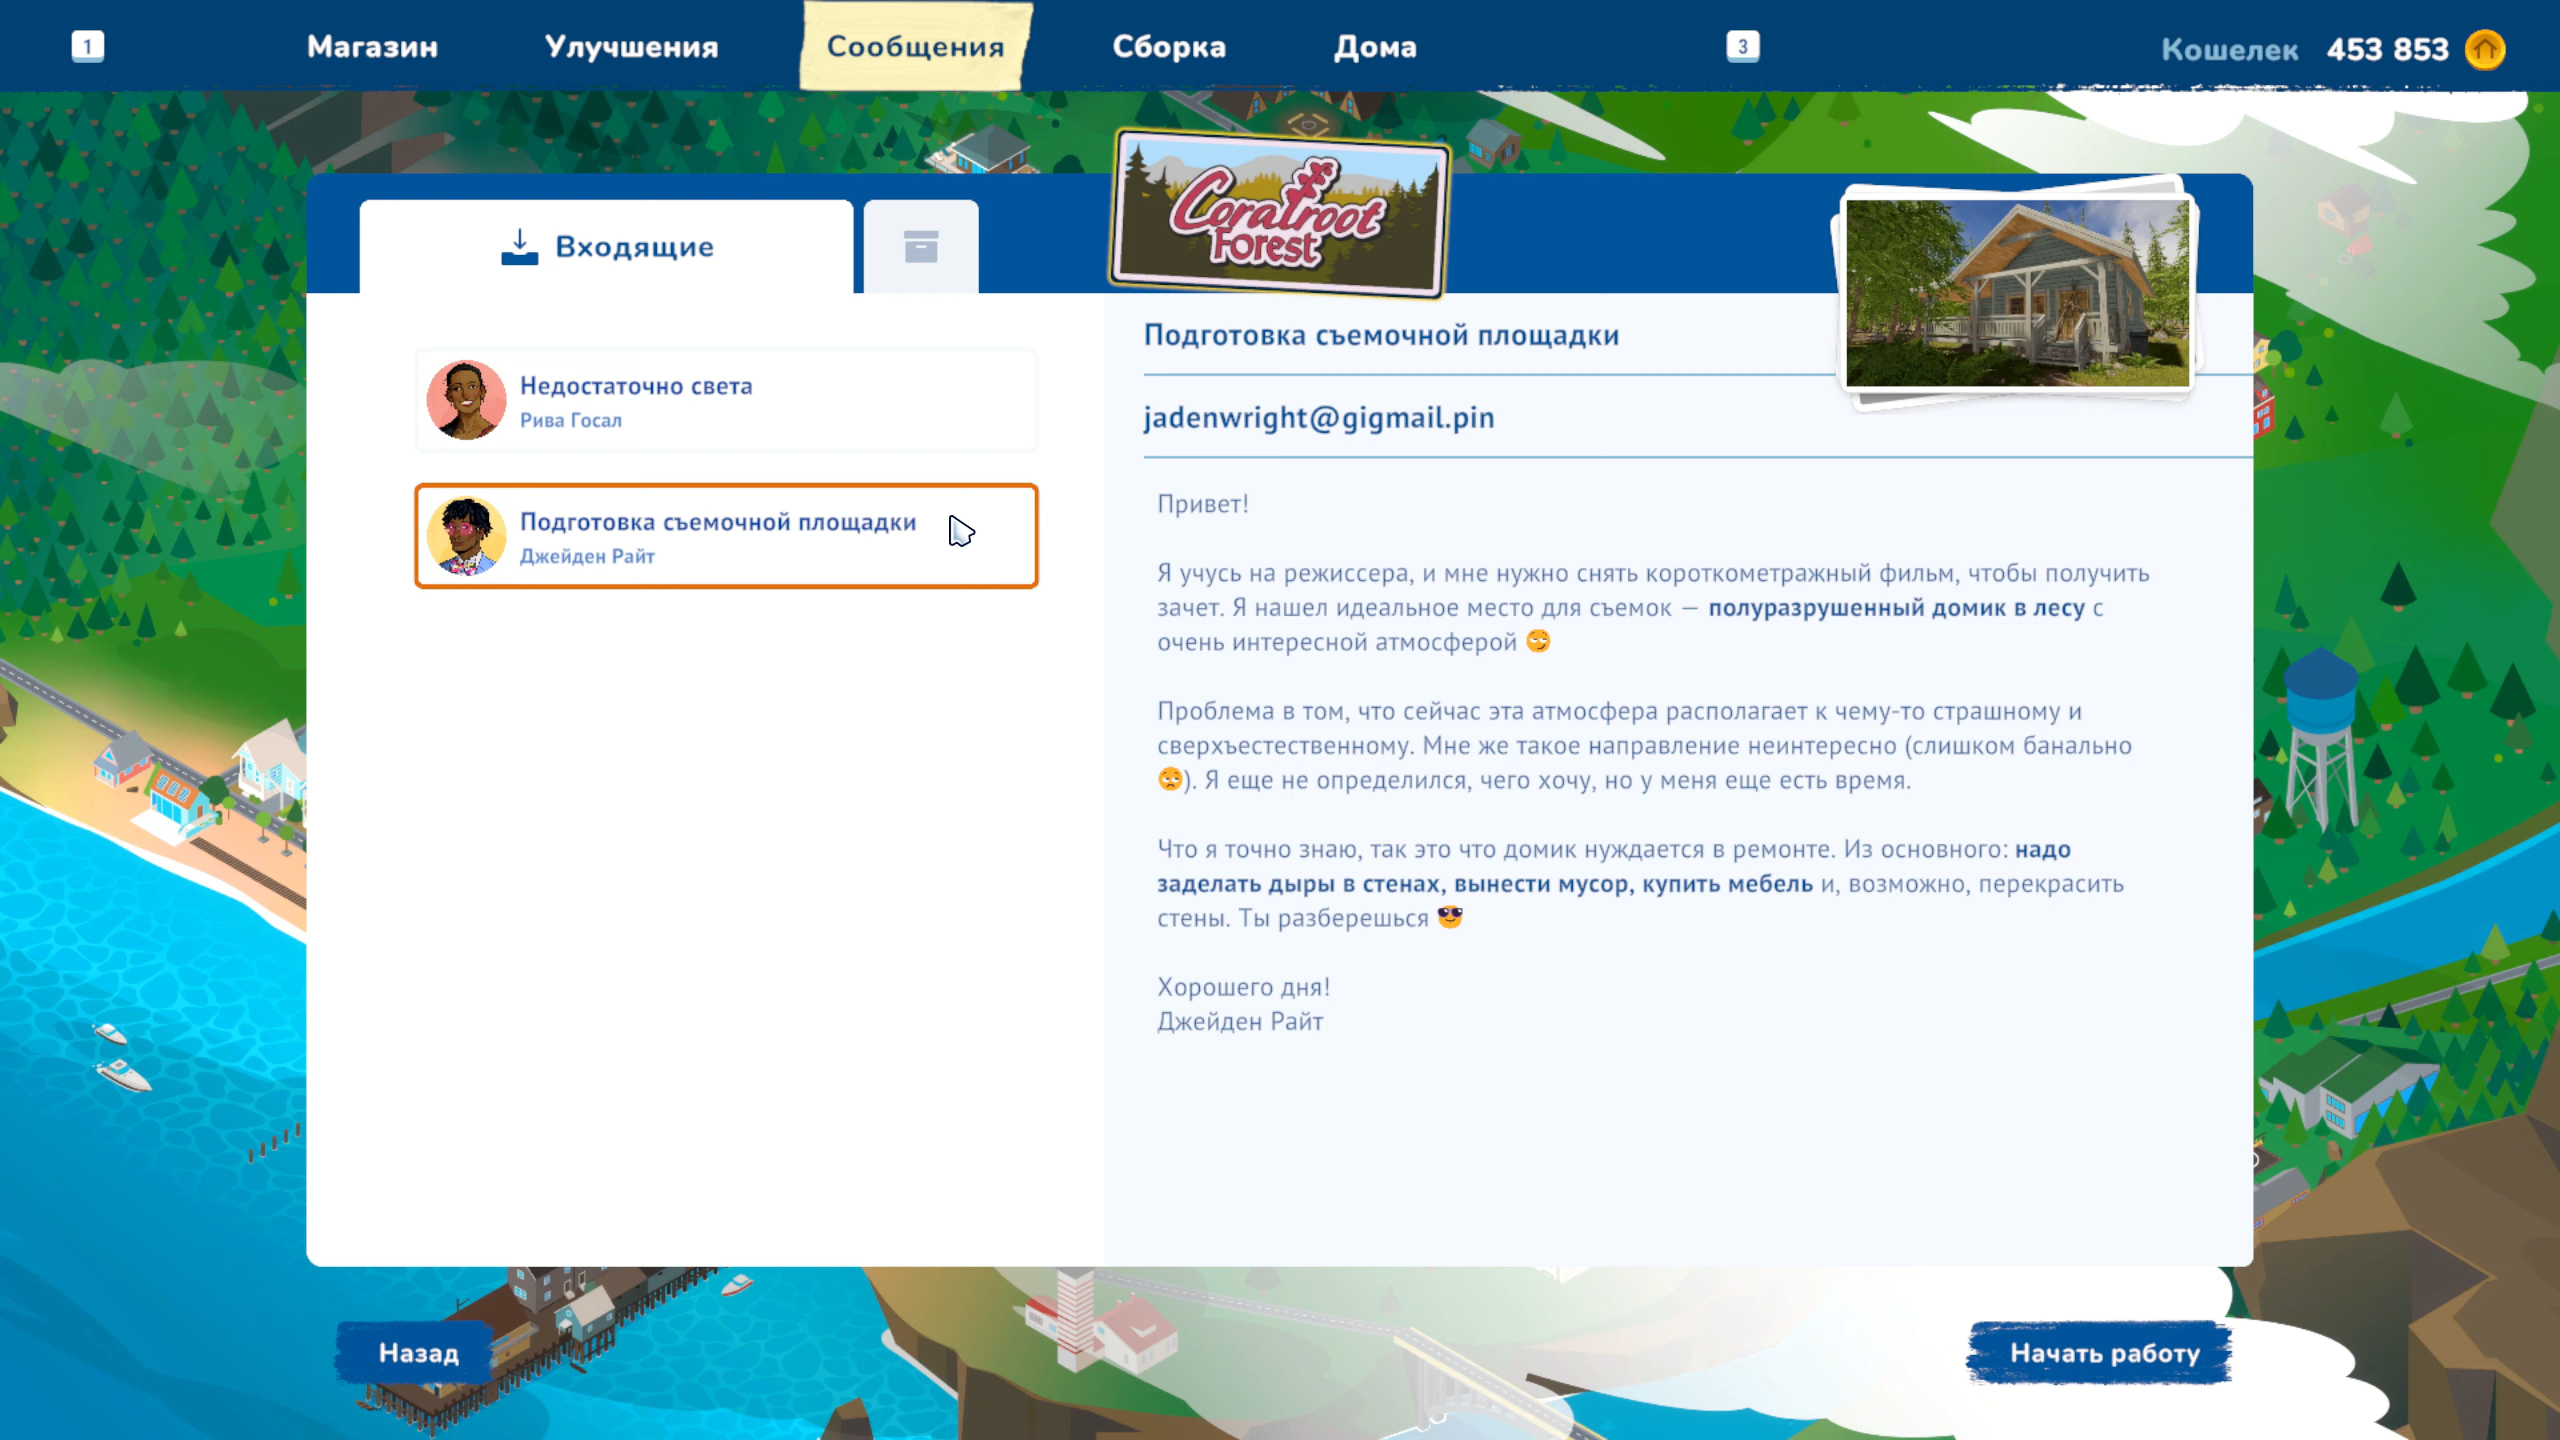 1
Магазин
Улучшения
Сообщения
Сборка
Дома
3
Кошелек
453 853
Входящие
Coralroot
Forest
Недостаточно света
Рива Госал
Подготовка съемочной площадки
Джейден Райт
Подготовка съемочной площадки
jadenwright@gigmail.pin
Привет!
Я учусь на режиссера, и мне нужно снять короткометражный фильм, чтобы получить
зачет. Я нашел идеальное место для съемок — полуразрушенный домик в лесу с
очень интересной атмосферой 😏
Проблема в том, что сейчас эта атмосфера располагает к чему-то страшному и
сверхъестественному. Мне же такое направление неинтересно (слишком банально
😟). Я еще не определился, чего хочу, но у меня еще есть время.
Что я точно знаю, так это что домик нуждается в ремонте. Из основного: надо
заделать дыры в стенах, вынести мусор, купить мебель и, возможно, перекрасить
стены. Ты разберешься 😎
Хорошего дня!
Джейден Райт
Назад
Начать работу